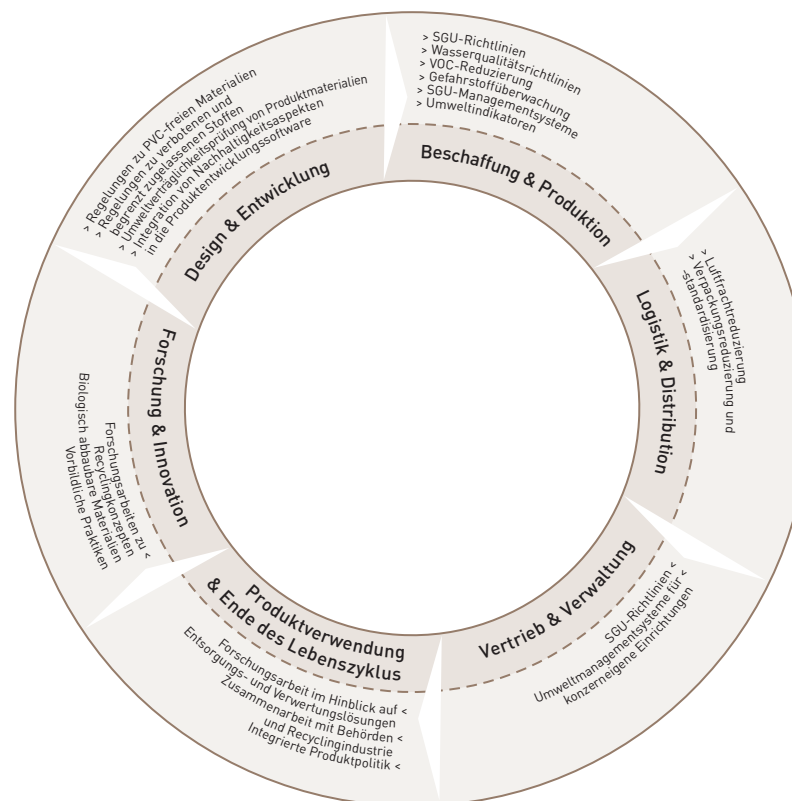 > SGU-Richtlinien
> Wasserqualitätsrichtlinien
> VOC-Reduzierung
> Gefahrstoffüberwachung
> SGU-Managementsysteme
> Umweltindikatoren
Beschaffung & Produktion
> Luftfrachtreduzierung
> Verpackungsreduzierung und
-standardisierung
Logistik & Distribution
SGU-Richtlinien <
Umweltmanagementsysteme für <
konzerneigene Einrichtungen
Vertrieb & Verwaltung
Produktverwendung
& Ende des Lebenszyklus
Forschungsarbeit im Hinblick auf <
Entsorgungs- und Verwertungslösungen
Zusammenarbeit mit Behörden <
und Recyclingindustrie
Integrierte Produktpolitik <
Forschung & Innovation
Forschungsarbeiten zu <
Recyclingkonzepten
Biologisch abbaubare Materialien
Vorbildliche Praktiken
> Regelungen zu PVC-freien Materialien
> Regelungen zu verbotenen und
begrenzt zugelassenen Stoffen
> Umweltverträglichkeitsprüfung von Produktmaterialien
> Integration von Nachhaltigkeitsaspekten
in die Produktentwicklungssoftware
Design & Entwicklung